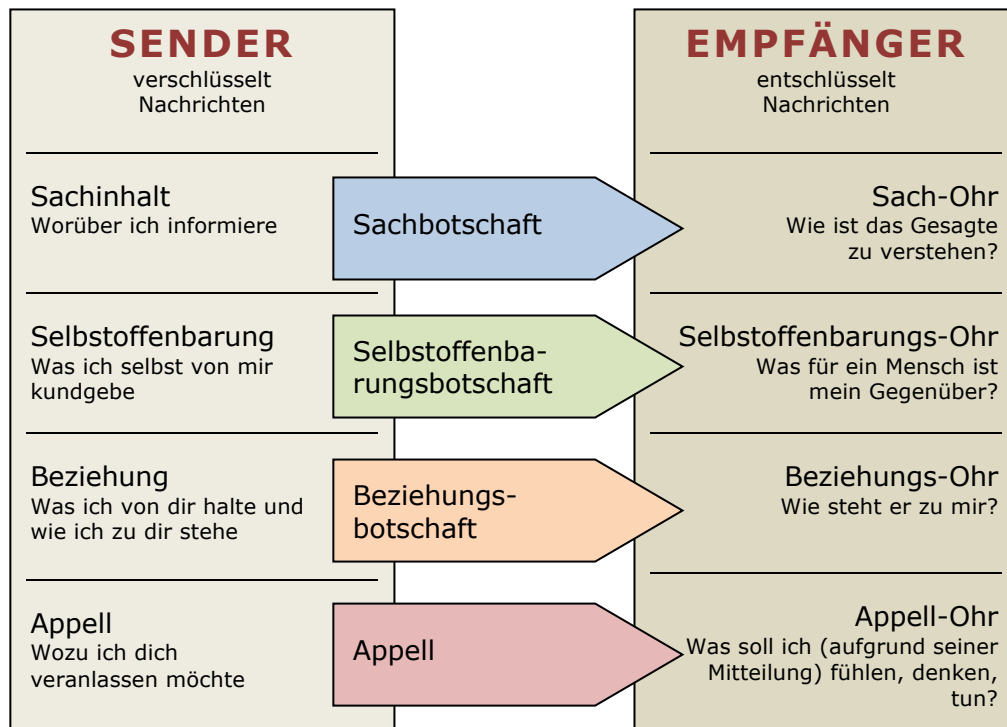 SENDER
verschlüsselt
Nachrichten
EMPFÄNGER
entschlüsselt
Nachrichten
Sachinhalt
Worüber ich informiere
Sachbotschaft
Sach-Ohr
Wie ist das Gesagte
zu verstehen?
Selbstoffenbarung
Was ich selbst von mir
kundgebe
Selbstoffenba-
rungsbotschaft
Selbstoffenbarungs-Ohr
Was für ein Mensch ist
mein Gegenüber?
Beziehung
Was ich von dir halte und
wie ich zu dir stehe
Beziehungs-
botschaft
Beziehungs-Ohr
Wie steht er zu mir?
Appell
Wozu ich dich
veranlassen möchte
Appell
Appell-Ohr
Was soll ich (aufgrund seiner
Mitteilung) fühlen, denken,
tun?